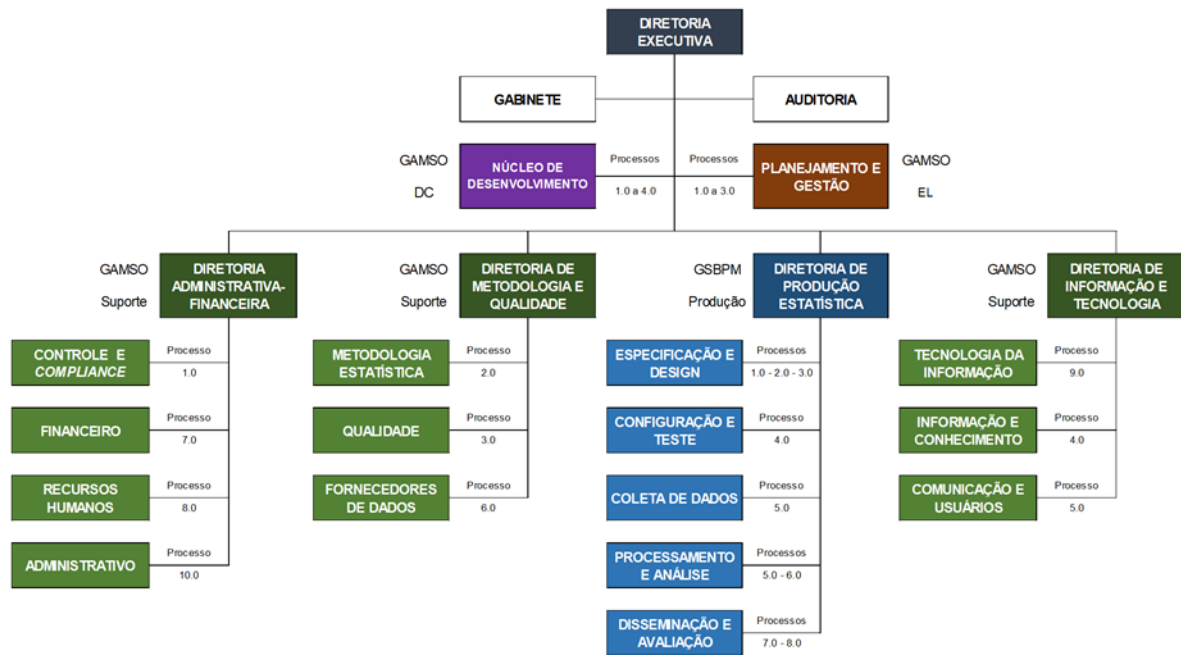 DIRETORIA
EXECUTIVA
GABINETE
AUDITORIA
GAMSO
DC
NÚCLEO DE
DESENVOLVIMENTO
Processos
1.0 a 4.0
Processos
1.0 a 3.0
PLANEJAMENTO E
GESTÃO
GAMSO
EL
GAMSO
Suporte
DIRETORIA
ADMINISTRATIVA-
FINANCEIRA
GAMSO
Suporte
DIRETORIA DE
METODOLOGIA E
QUALIDADE
GSBPM
Produção
DIRETORIA DE
PRODUÇÃO
ESTATÍSTICA
GAMSO
Suporte
DIRETORIA DE
INFORMAÇÃO E
TECNOLOGIA
CONTROLE E
COMPLIANCE
Processo
1.0
FINANCEIRO
Processo
7.0
RECURSOS
HUMANOS
Processo
8.0
ADMINISTRATIVO
Processo
10.0
METODOLOGIA
ESTATÍSTICA
Processo
2.0
QUALIDADE
Processo
3.0
FORNECEDORES
DE DADOS
Processo
6.0
ESPECIFICAÇÃO E
DESIGN
Processos
1.0 - 2.0 - 3.0
CONFIGURAÇÃO E
TESTE
Processo
4.0
COLETA DE DADOS
Processo
5.0
PROCESSAMENTO
E ANÁLISE
Processos
5.0 - 6.0
DISSEMINAÇÃO E
AVALIAÇÃO
Processos
7.0 - 8.0
TECNOLOGIA DA
INFORMAÇÃO
Processo
9.0
INFORMAÇÃO E
CONHECIMENTO
Processo
4.0
COMUNICAÇÃO E
USUÁRIOS
Processo
5.0